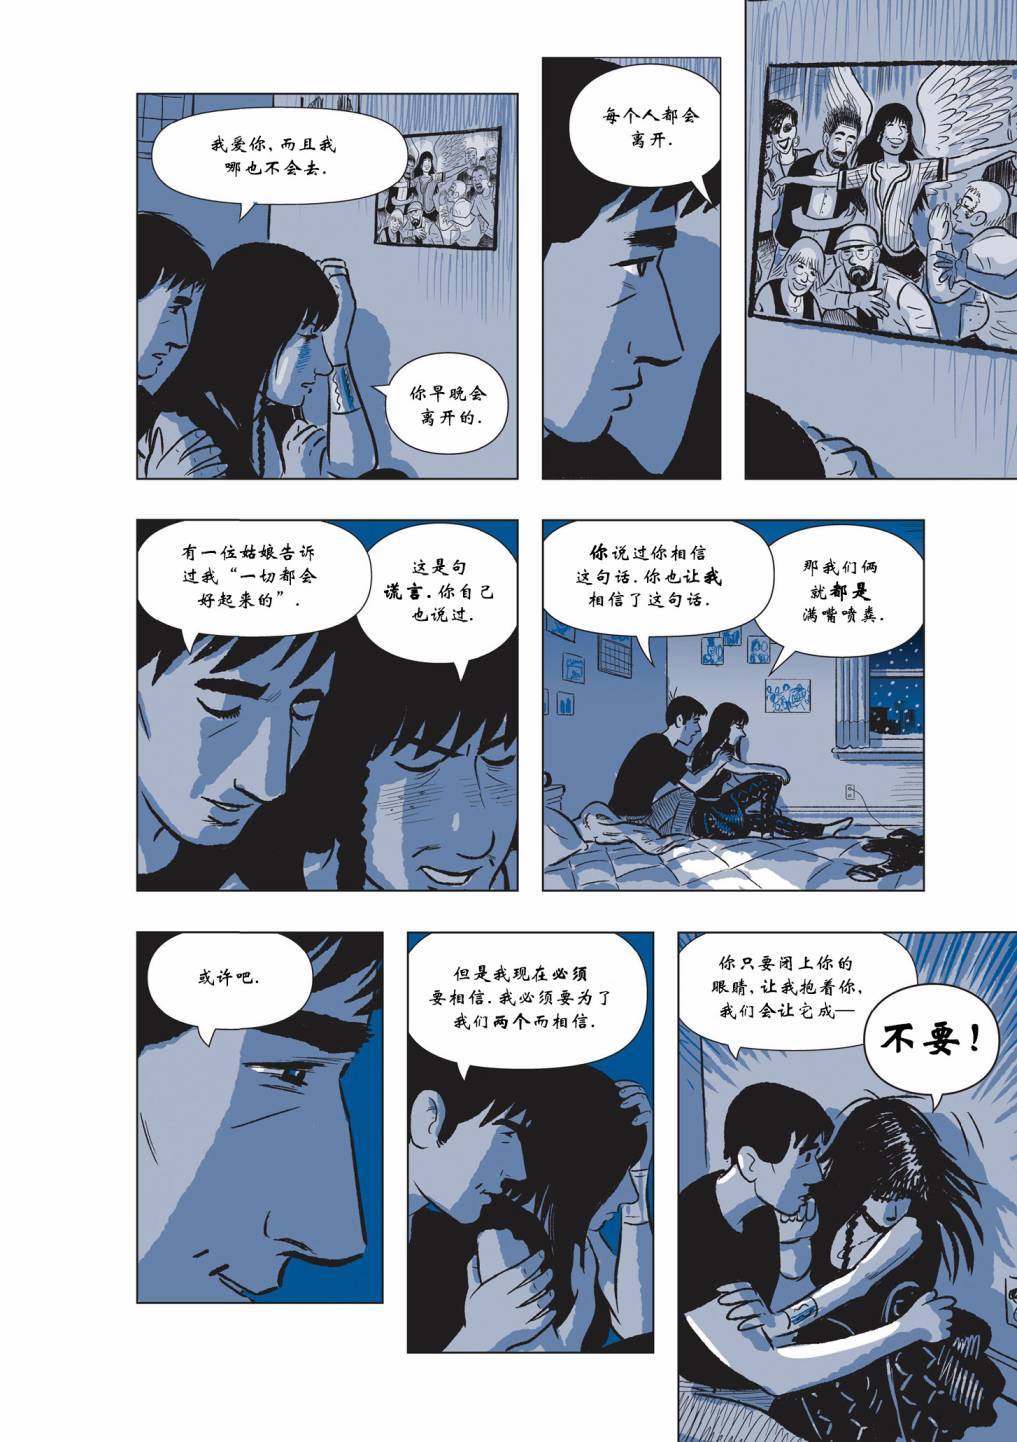 我爱你，而且我
哪也不会去.
你早晚会
离开的.
每个人都会
离开.
有一位姑娘告诉
过我“一切都会
好起来的”.
这是句
谎言.你自己
也说过.
你说过你相信
这句话.你也让我
相信了这句话.
那我们俩
就都是
满嘴喷粪.
或许吧.
但是我现在必须
要相信.我必须要为了
我们两个而相信.
你只要闭上你的
眼睛，让我抱着你，
我们会让它成—
不要！